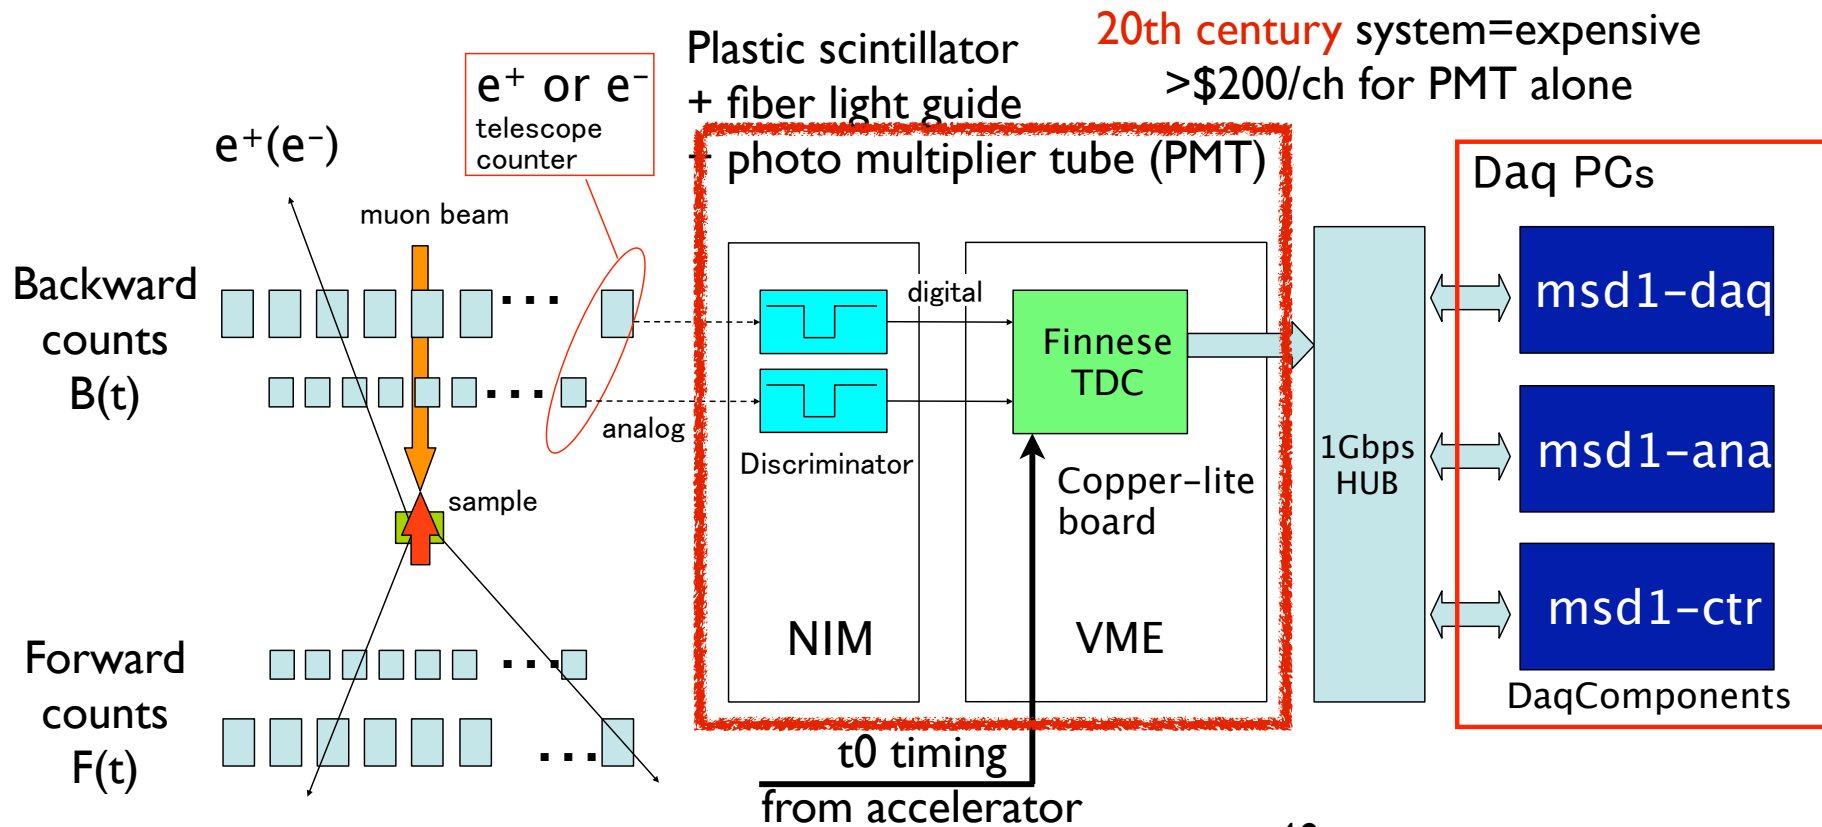 20th century system=expensive
>$200/ch for PMT alone
Plastic scintillator
+ fiber light guide
+ photo multiplier tube (PMT)
e⁺ or e⁻
telescope
counter
e⁺(e⁻)
muon beam
Backward
counts
B(t)
...
...
analog
digital
Discriminator
sample
Finnese
TDC
Copper-lite
board
NIM
VME
1Gbps
HUB
Daq PCs
msd1-daq
msd1-ana
msd1-ctr
DaqComponents
Forward
counts
F(t)
...
...
t0 timing
from accelerator